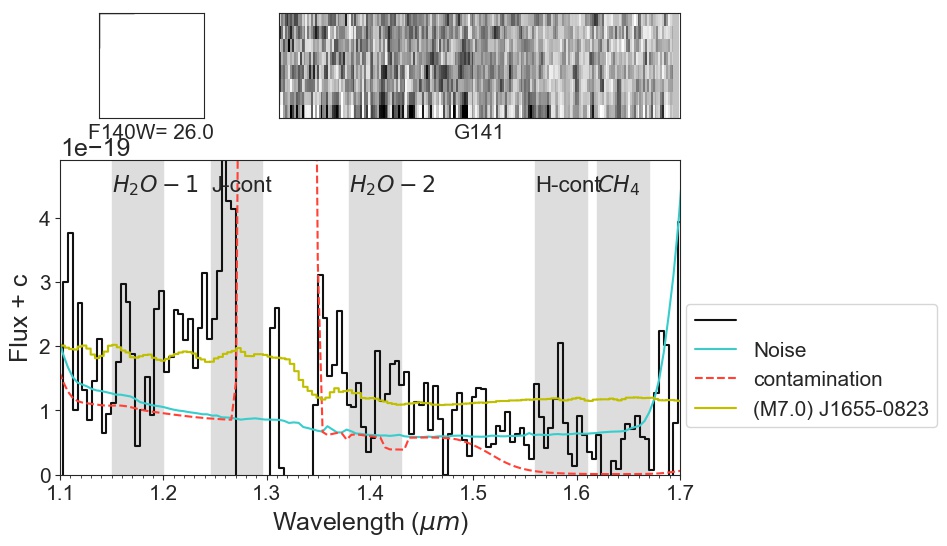 F140W= 26.0
G141
1e−19
H₂O − 1
J-cont
H₂O − 2
H-cont
CH₄
4
3
2
1
0
Flux + c
1.1
1.2
1.3
1.4
1.5
1.6
1.7
Wavelength (μm)
Noise
contamination
(M7.0) J1655-0823